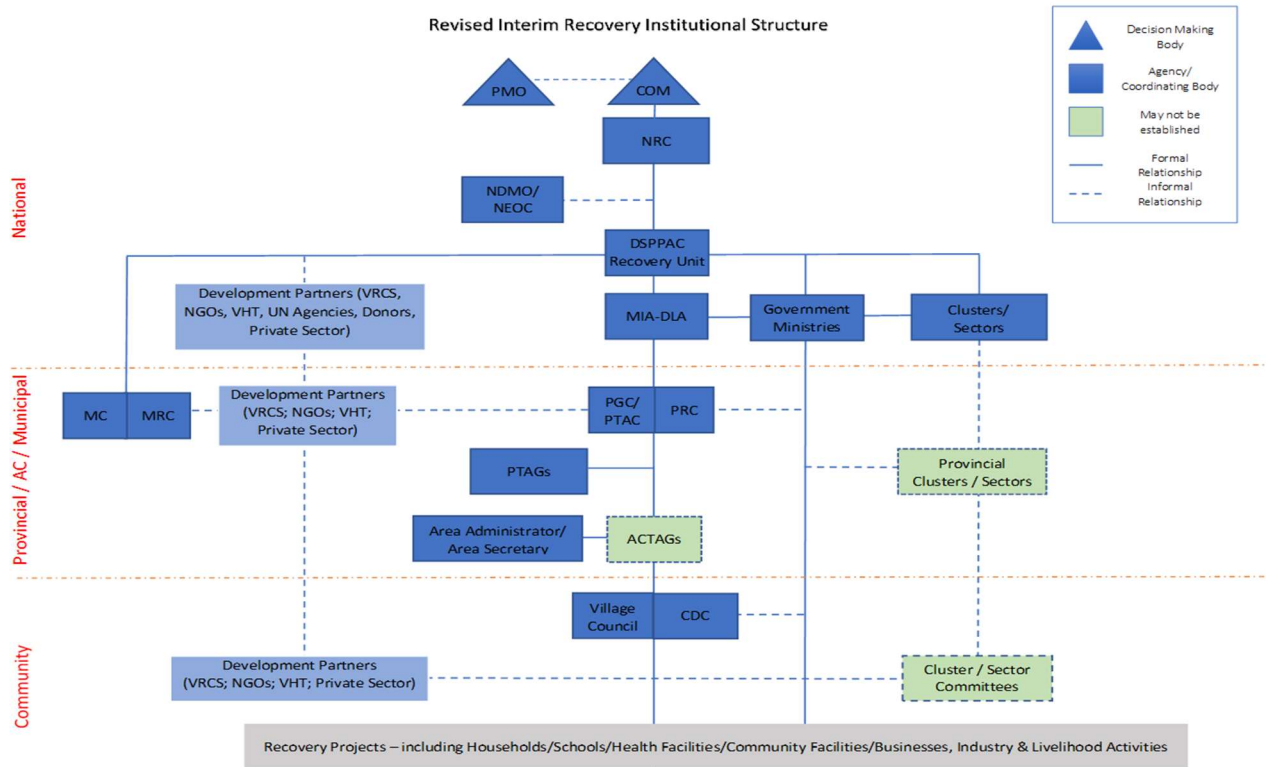 Revised Interim Recovery Institutional Structure
Decision Making
Body
Agency/
Coordinating Body
May not be
established
Formal
Relationship
Informal
Relationship
National
PMO
COM
NRC
NDMO/
NEOC
DSPPAC
Recovery Unit
Development Partners (VRCS,
NGOs, VHT, UN Agencies, Donors,
Private Sector)
MIA-DLA
Government
Ministries
Clusters/
Sectors
Provincial / AC / Municipal
MC
MRC
Development Partners
(VRCS; NGOs; VHT;
Private Sector)
PGC/
PTAC
PRC
PTAGs
Provincial
Clusters / Sectors
Area Administrator/
Area Secretary
ACTAGs
Community
Village
Council
CDC
Development Partners
(VRCS; NGOs; VHT; Private Sector)
Cluster / Sector
Committees
Recovery Projects – including Households/Schools/Health Facilities/Community Facilities/Businesses, Industry & Livelihood Activities